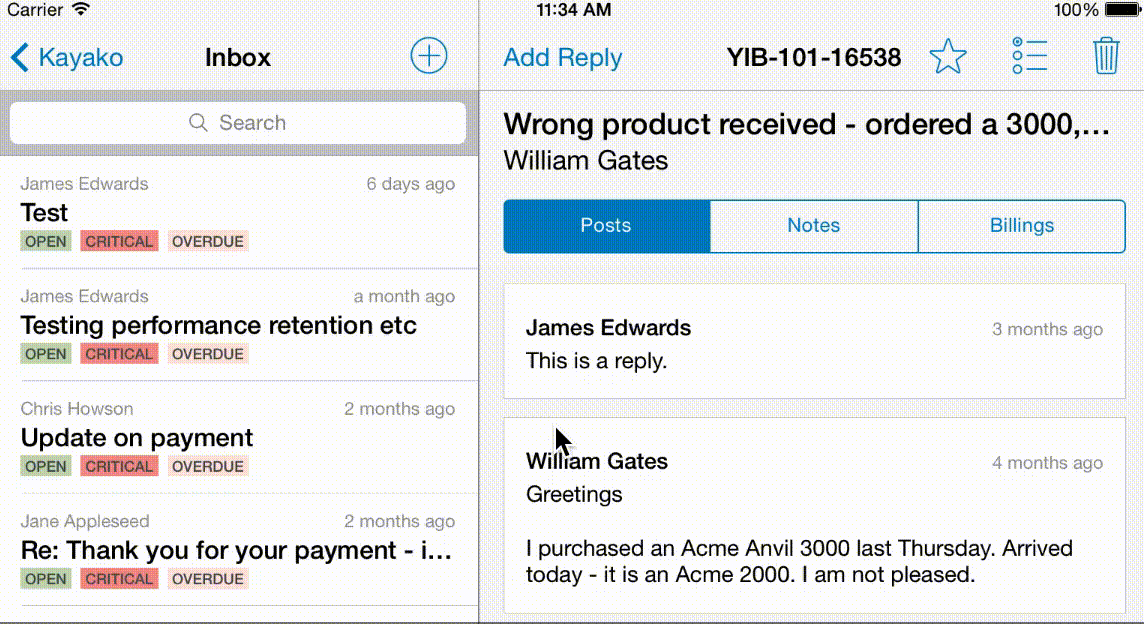 Carrier
11:34 AM
100%
Kayako
Inbox
Search
James Edwards 6 days ago
Test
OPEN CRITICAL OVERDUE
James Edwards a month ago
Testing performance retention etc
OPEN CRITICAL OVERDUE
Chris Howson 2 months ago
Update on payment
OPEN CRITICAL OVERDUE
Jane Appleseed 2 months ago
Re: Thank you for your payment - i...
OPEN CRITICAL OVERDUE
Add Reply
YIB-101-16538
Wrong product received - ordered a 3000,...
William Gates
Posts Notes Billings
James Edwards 3 months ago
This is a reply.
William Gates 4 months ago
Greetings
I purchased an Acme Anvil 3000 last Thursday. Arrived
today - it is an Acme 2000. I am not pleased.